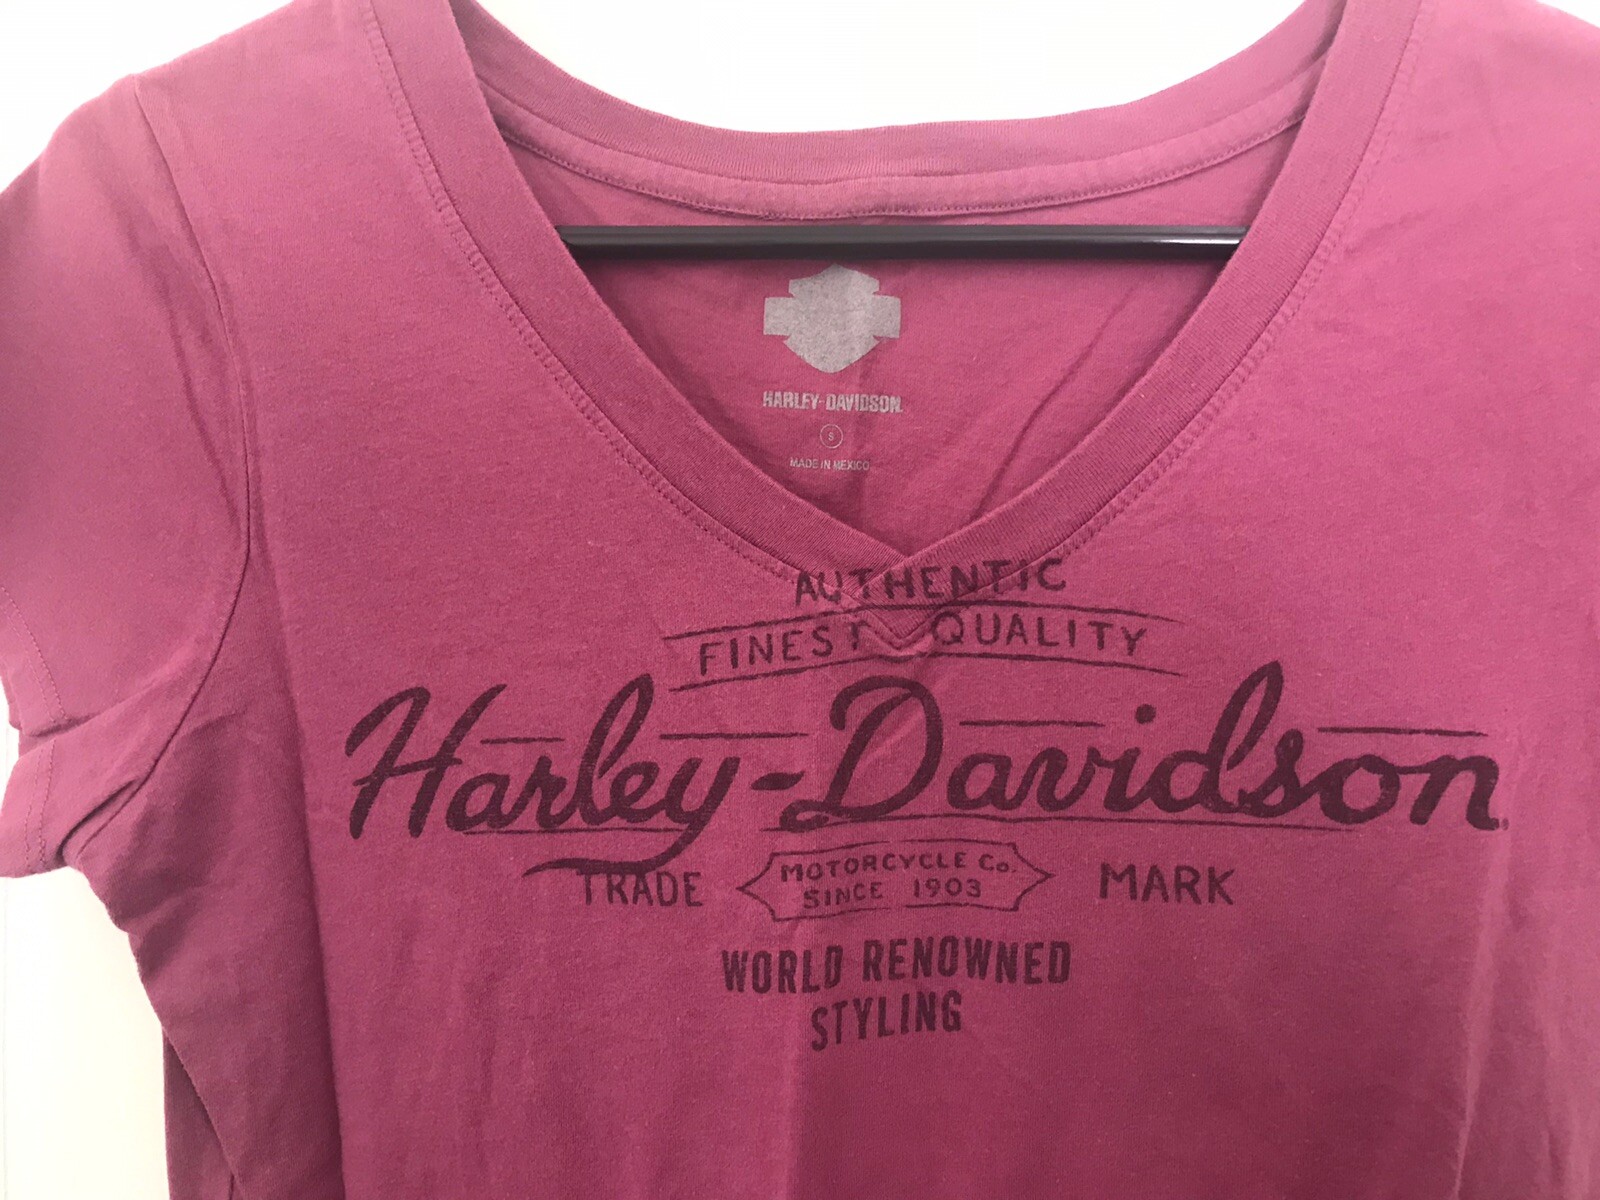 HARLEY-DAVIDSON
S
MADE IN MEXICO
AUTHENTIC
FINEST QUALITY
Harley-Davidson
TRADE MOTORCYCLE Co. MARK
SINCE 1903
WORLD RENOWNED
STYLING